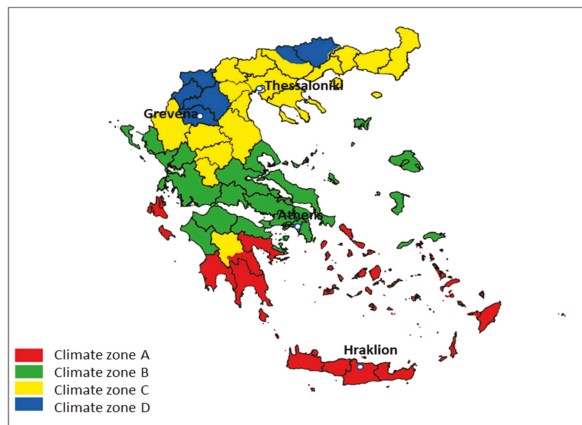 Thessaloniki
Grevena
Athens
Hraklion
Climate zone A
Climate zone B
Climate zone C
Climate zone D